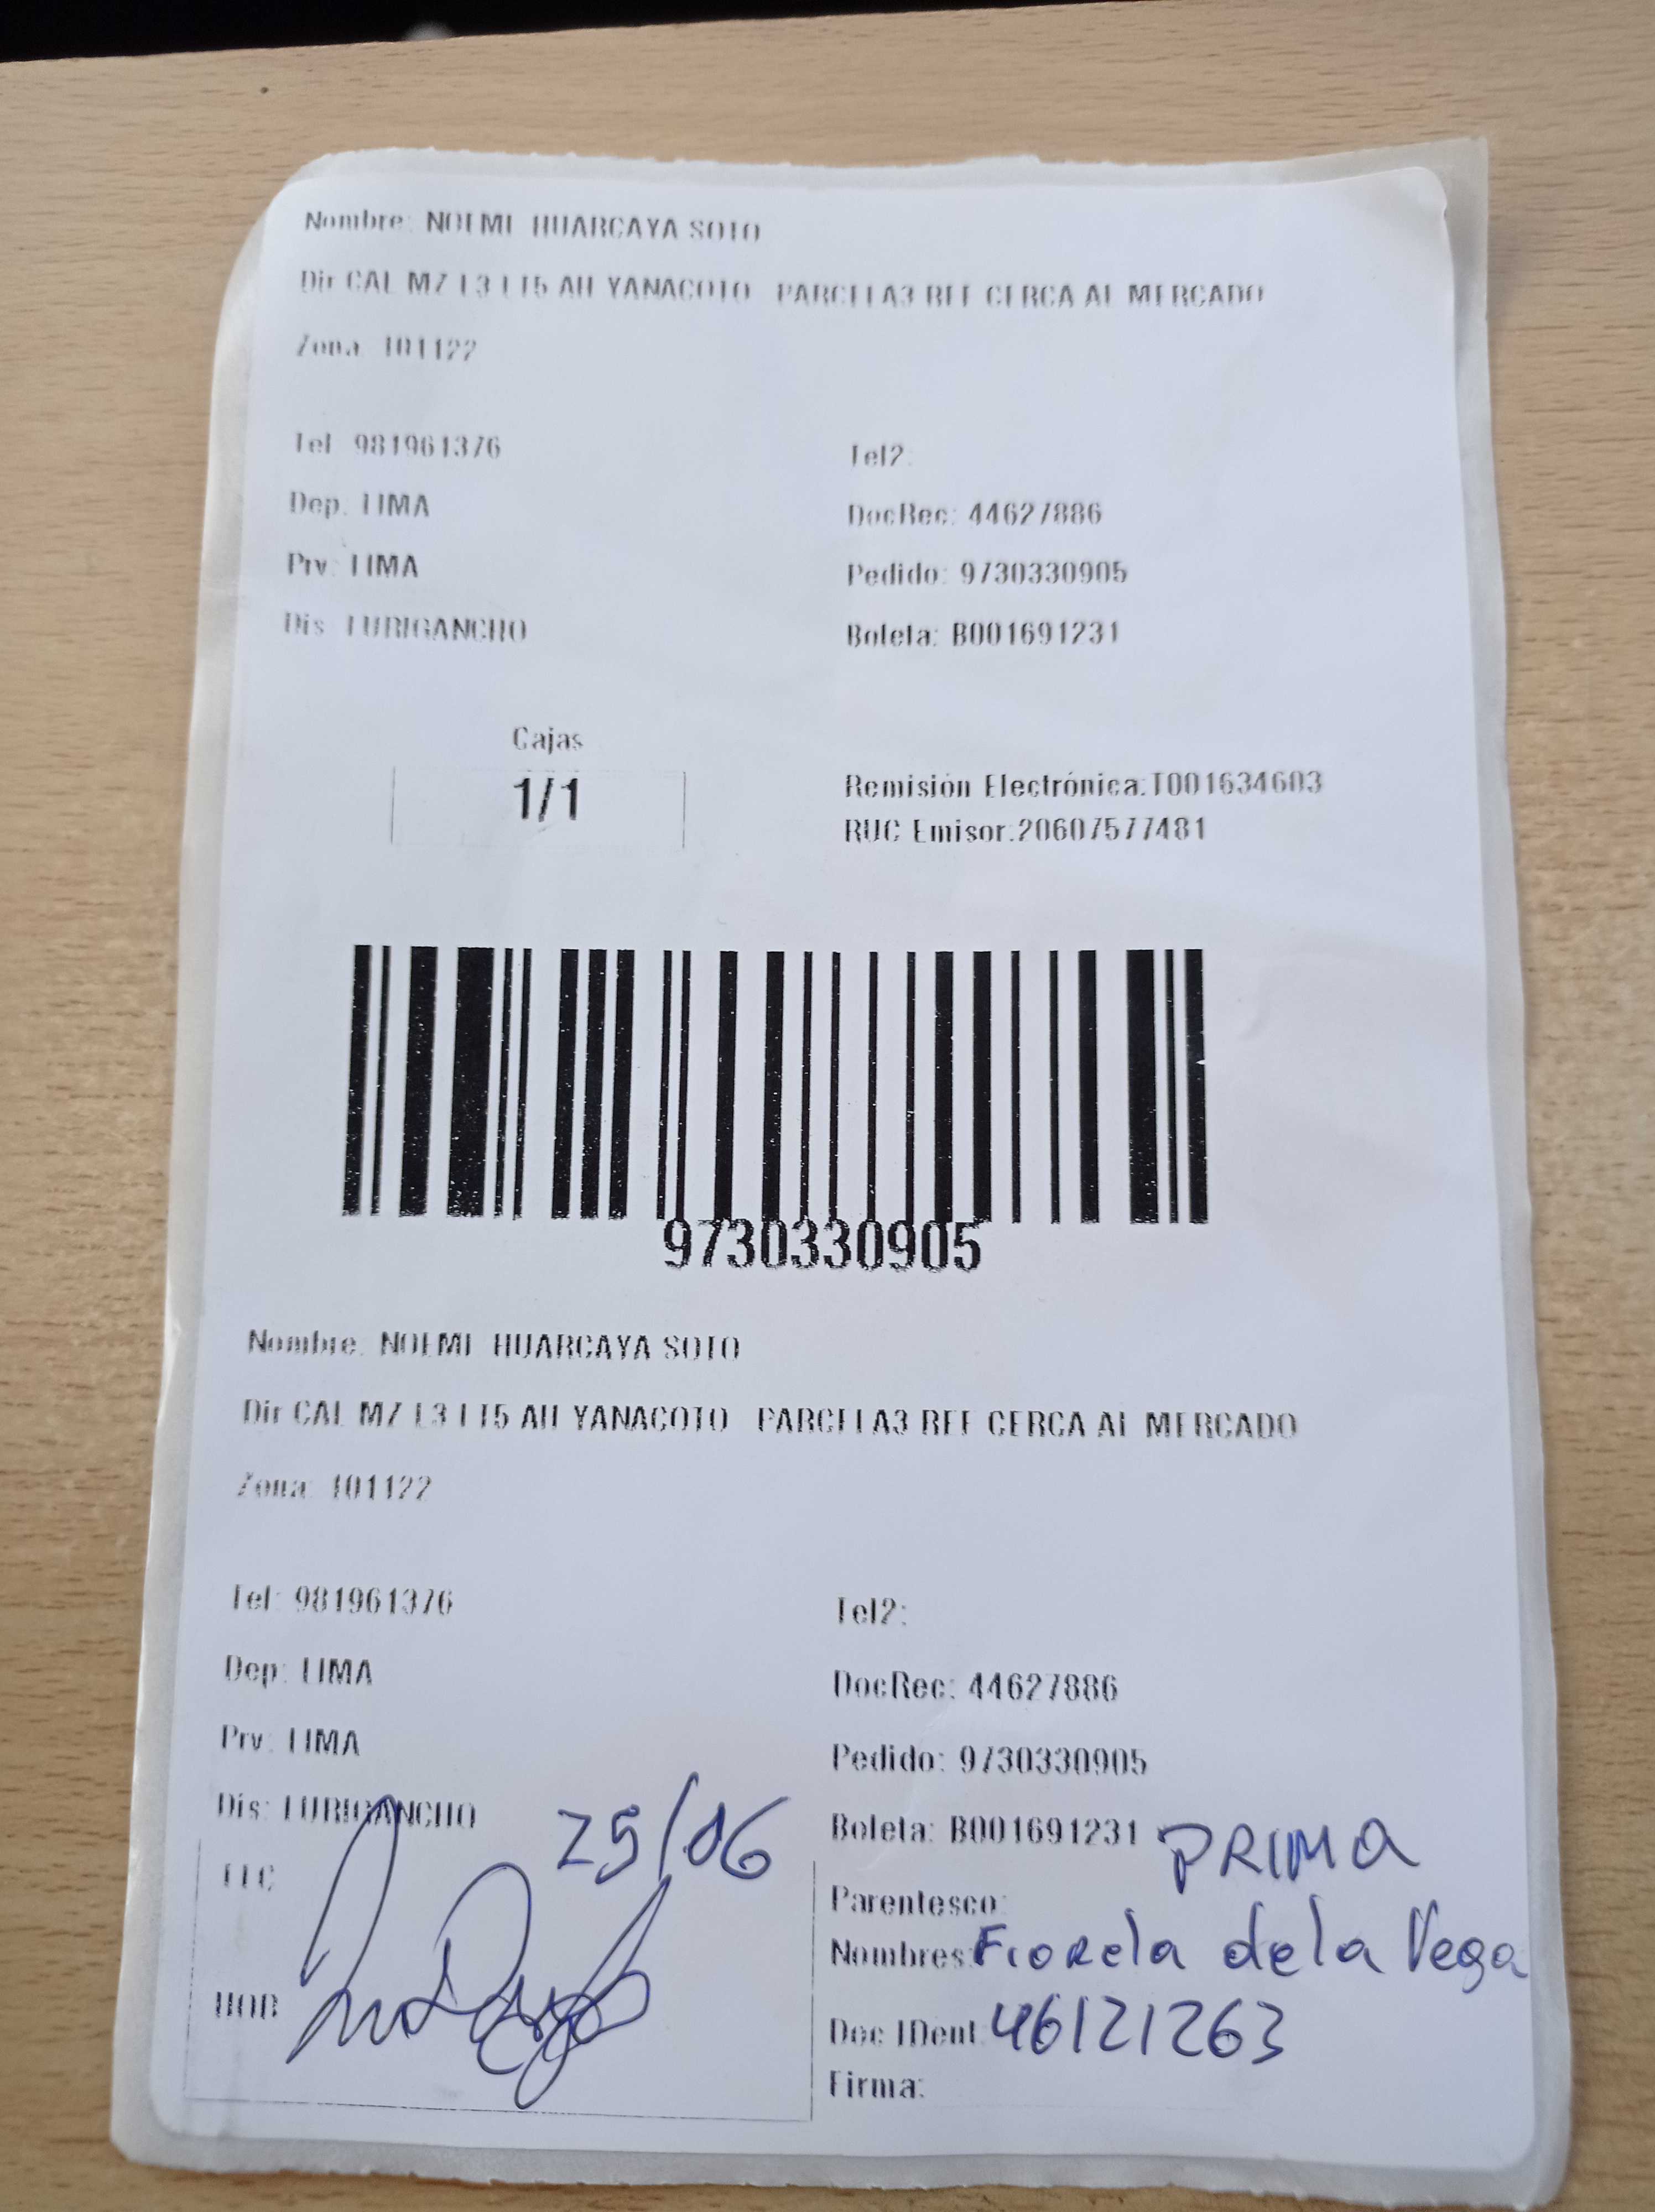 Nombre: NOEMI HUARCAYA SOTO
Dir CAL MZ L3 LT5 AH YANACOTO PARCELA3 REF CERCA AL MERCADO
Zona: 101122
Tel: 981961376 Tel2:
Dep: LIMA DocRec: 44627886
Prv: LIMA Pedido: 9730330905
Dis: LURIGANCHO Boleta: B001691231
Cajas
1/1
Remisión Electrónica:T001634603
RUC Emisor:20607577481
9730330905
Nombre: NOEMI HUARCAYA SOTO
Dir CAL MZ L3 LT5 AH YANACOTO PARCELA3 REF CERCA AL MERCADO
Zona: 101122
Tel: 981961376 Tel2:
Dep: LIMA DocRec: 44627886
Prv: LIMA Pedido: 9730330905
Dis: LURIGANCHO 25/06 Boleta: B001691231
PRIMA
Parentesco:
Nombres: Fiorela de la Vega
HOR
Doc IDent: 46121263
Firma: